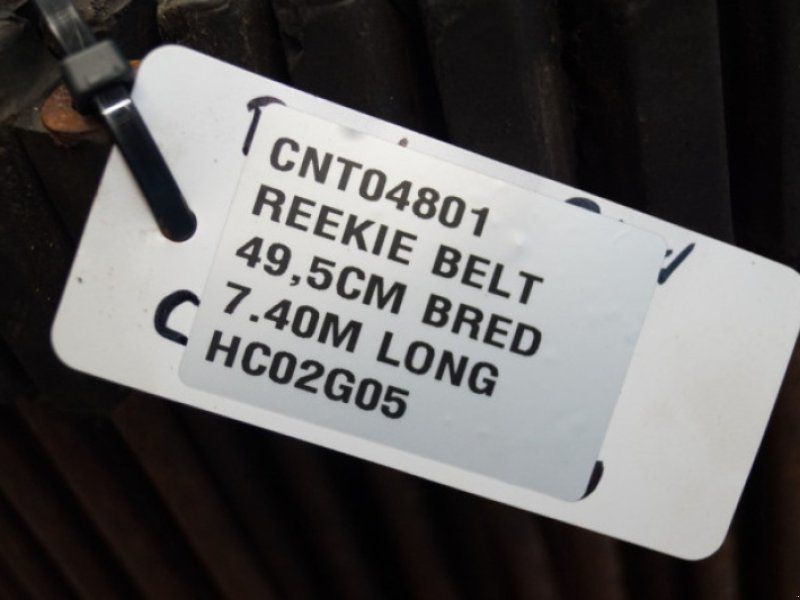 CNT04801
REEKIE BELT
49,5CM BRED
7.40M LONG
HC02G05